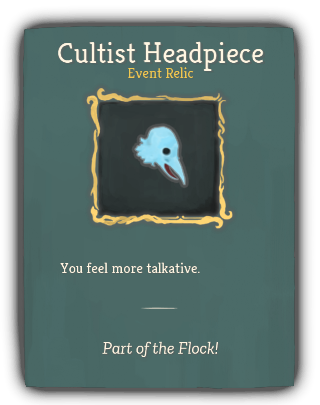 Cultist Headpiece
Event Relic
You feel more talkative.
Part of the Flock!